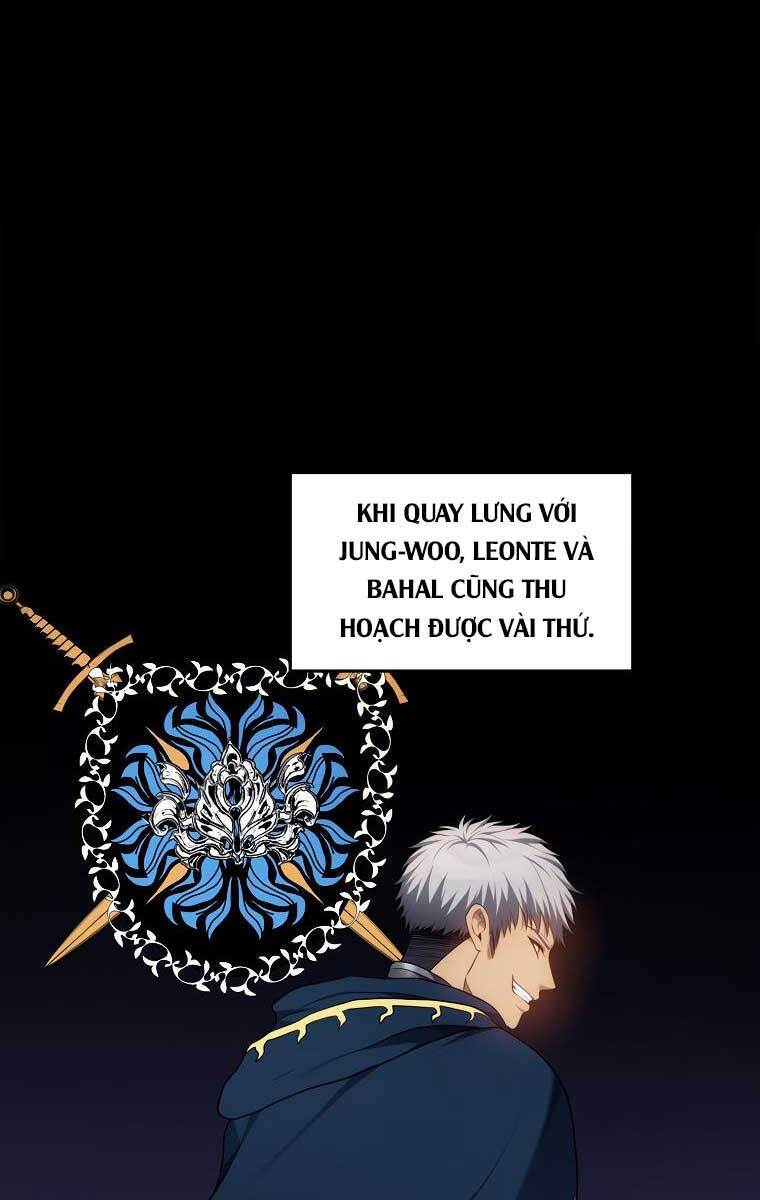 KHI QUAY LƯNG VỚI
JUNG-WOO, LEONTE VÀ
BAHAL CŨNG THU
HOẠCH ĐƯỢC VÀI THỨ.